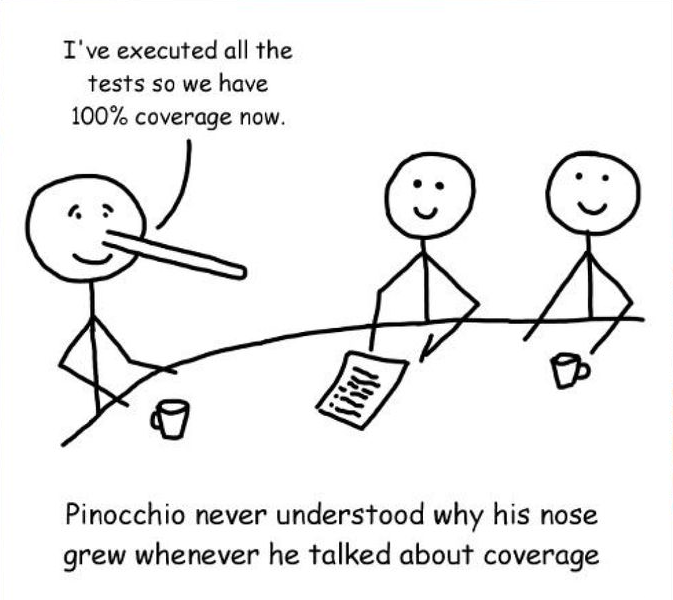 I've executed all the
tests so we have
100% coverage now.
Pinocchio never understood why his nose
grew whenever he talked about coverage